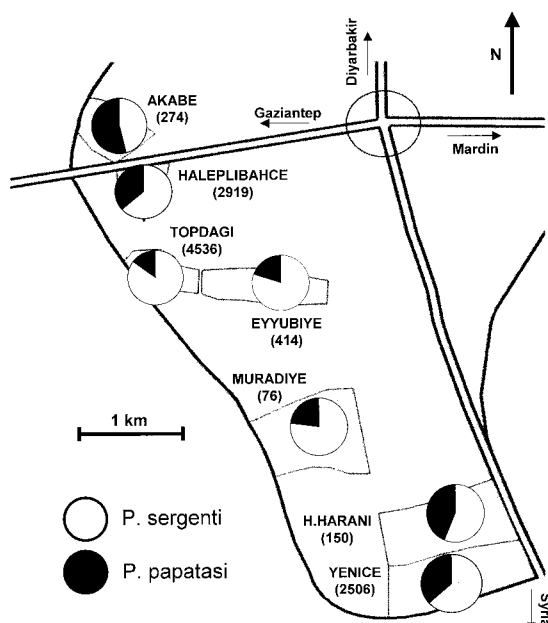 Diyarbakir
N
AKABE
(274)
Gaziantep
Mardin
HALEPLIBAHCE
(2919)
TOPDAGI
(4536)
EYYUBIYE
(414)
MURADIYE
(76)
1 km
P. sergenti
H.HARANI
(150)
P. papatasi
YENICE
(2506)